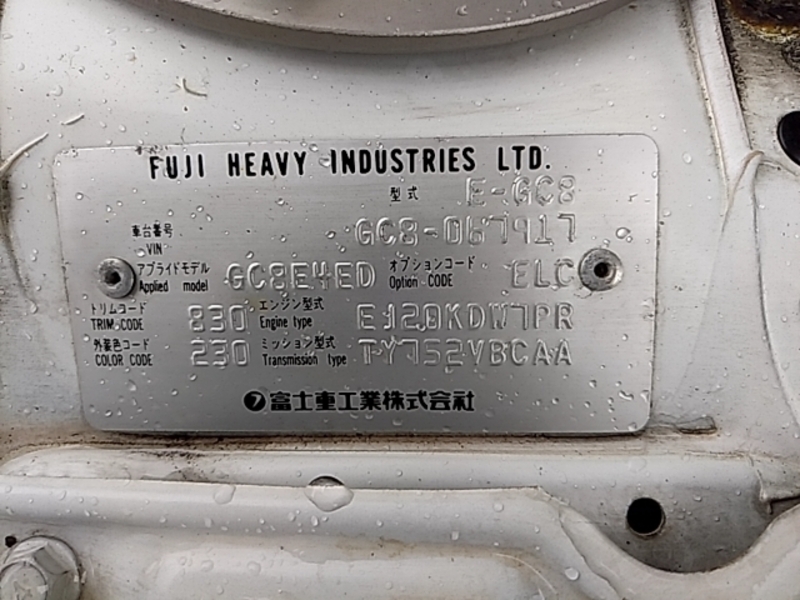 FUJI HEAVY INDUSTRIES LTD.
型式 E-GC8
車台番号 VIN GC8-067917
アプライドモデル Applied model GC8E4ED オプションコード Option CODE ELC
トリムコード TRIM CODE 830 エンジン型式 Engine type EJ20KDW7PR
外装色コード COLOR CODE 230 ミッション型式 Transmission type TY752VBCAA
富士重工業株式会社